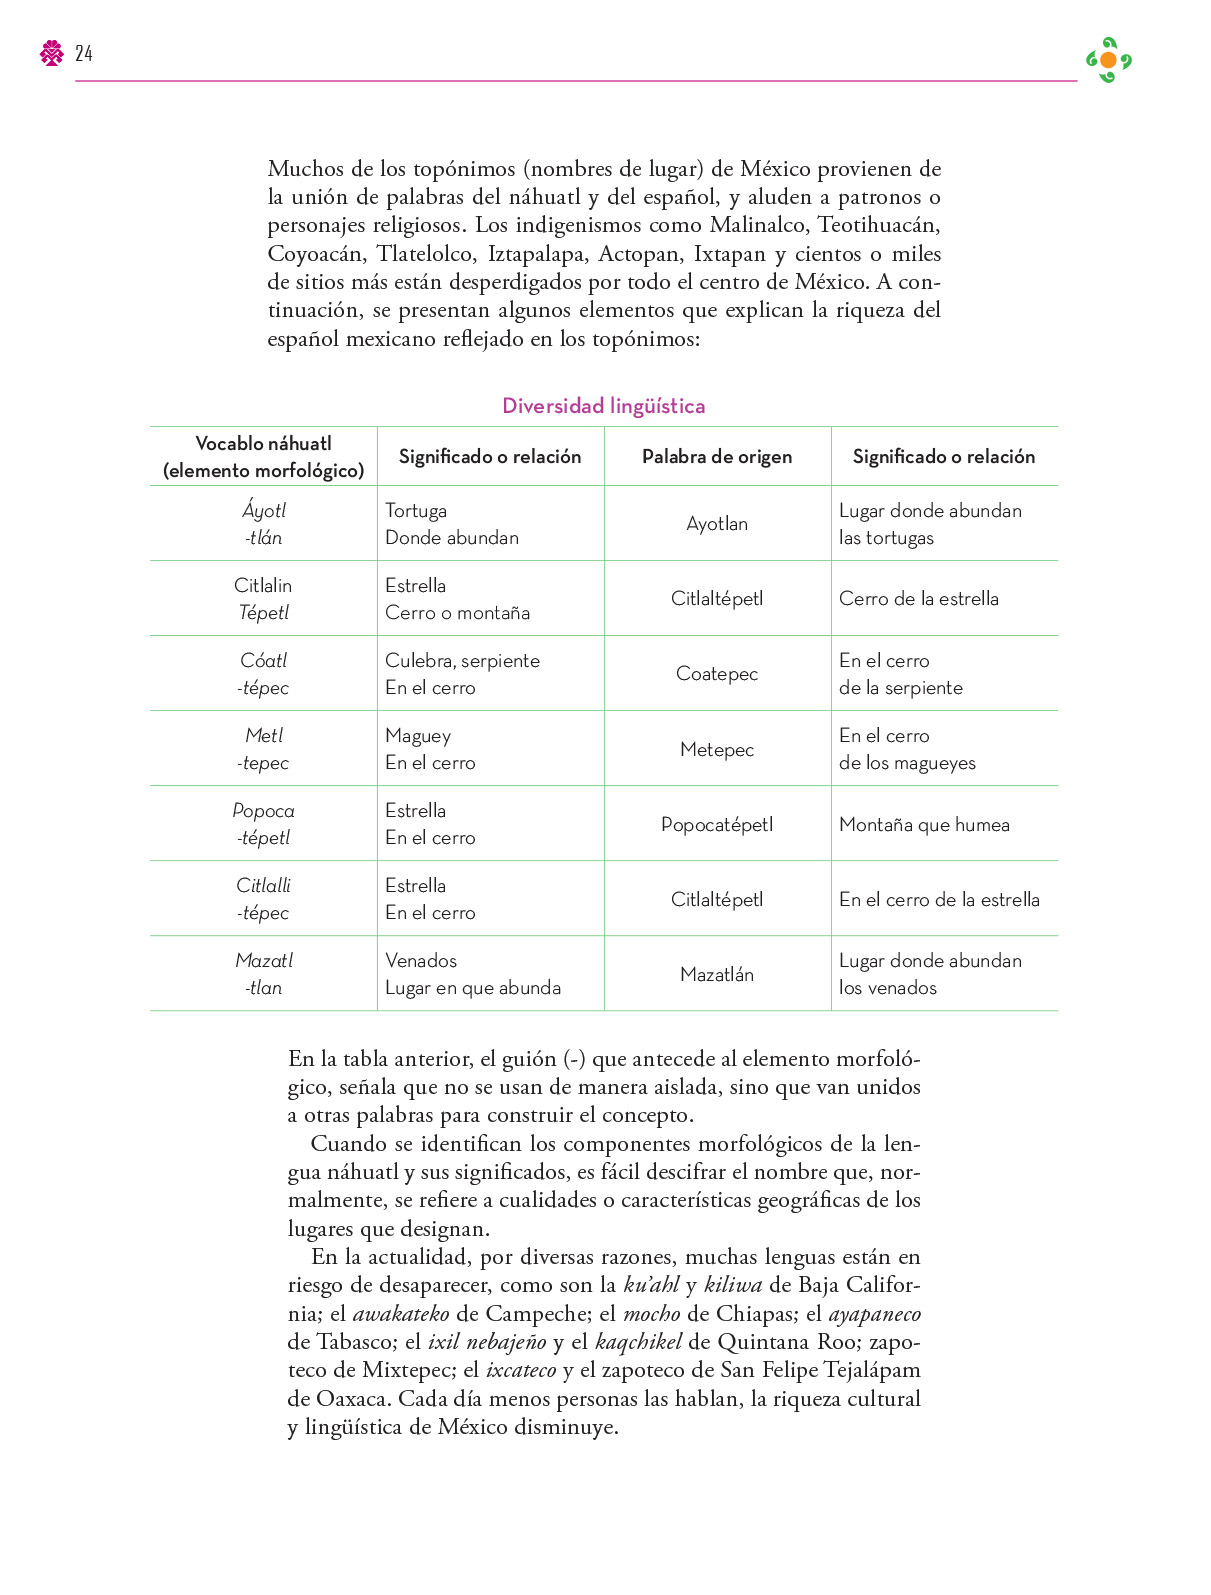 24
Muchos de los topónimos (nombres de lugar) de México provienen de
la unión de palabras del náhuatl y del español, y aluden a patronos o
personajes religiosos. Los indigenismos como Malinalco, Teotihuacán,
Coyoacán, Tlatelolco, Iztapalapa, Actopan, Ixtapan y cientos o miles
de sitios más están desperdigados por todo el centro de México. A con-
tinuación, se presentan algunos elementos que explican la riqueza del
español mexicano reflejado en los topónimos:
Diversidad lingüística
Vocablo náhuatl
(elemento morfológico)
Significado o relación
Palabra de origen
Significado o relación
Áyotl
-tlán
Tortuga
Donde abundan
Ayotlan
Lugar donde abundan
las tortugas
Citlalin
Tépetl
Estrella
Cerro o montaña
Citlaltépetl
Cerro de la estrella
Cóatl
-tépec
Culebra, serpiente
En el cerro
Coatepec
En el cerro
de la serpiente
Metl
-tepec
Maguey
En el cerro
Metepec
En el cerro
de los magueyes
Popoca
-tépetl
Estrella
En el cerro
Popocatépetl
Montaña que humea
Citlalli
-tépec
Estrella
En el cerro
Citlaltépetl
En el cerro de la estrella
Mazatl
-tlan
Venados
Lugar en que abunda
Mazatlán
Lugar donde abundan
los venados
En la tabla anterior, el guión (-) que antecede al elemento morfoló-
gico, señala que no se usan de manera aislada, sino que van unidos
a otras palabras para construir el concepto.
Cuando se identifican los componentes morfológicos de la len-
gua náhuatl y sus significados, es fácil descifrar el nombre que, nor-
malmente, se refiere a cualidades o características geográficas de los
lugares que designan.
En la actualidad, por diversas razones, muchas lenguas están en
riesgo de desaparecer, como son la ku’ahl y kiliwa de Baja Califor-
nia; el awakateko de Campeche; el mocho de Chiapas; el ayapaneco
de Tabasco; el ixil nebajeño y el kaqchikel de Quintana Roo; zapo-
teco de Mixtepec; el ixcateco y el zapoteco de San Felipe Tejalápam
de Oaxaca. Cada día menos personas las hablan, la riqueza cultural
y lingüística de México disminuye.